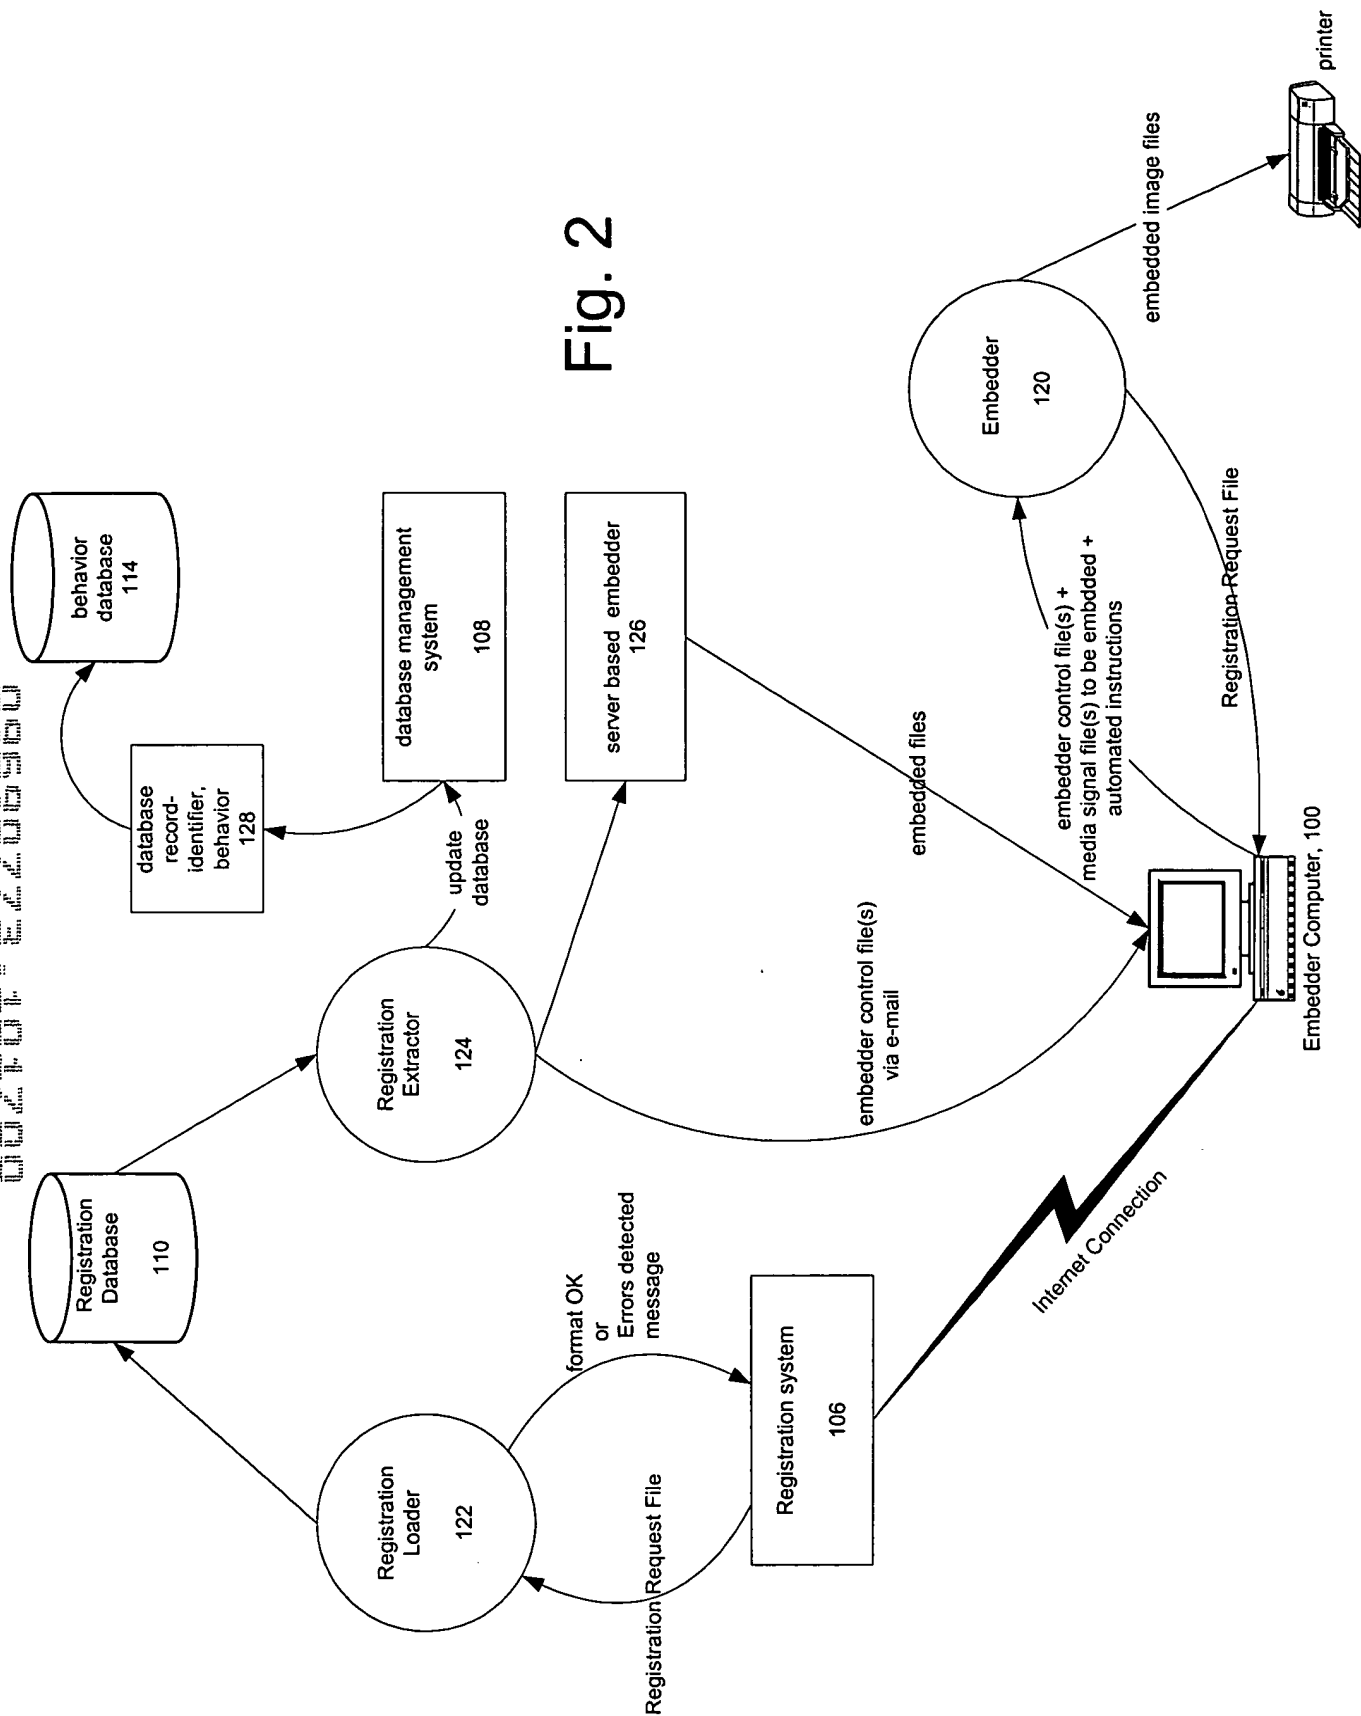 Registration
Database
110
behavior
database
114
database
record-
identifier,
behavior
128
Registration
Loader
122
Registration
Extractor
124
update
database
database management
system
108
format OK
or
Errors detected
message
Registration Request File
server based embedder
126
Fig. 2
Registration system
106
embedder control file(s)
via e-mail
embedded files
Embedder
120
Internet Connection
embedder control file(s) +
media signal file(s) to be embdded +
automated instructions
embedded image files
Registration Request File
Embedder Computer, 100
printer